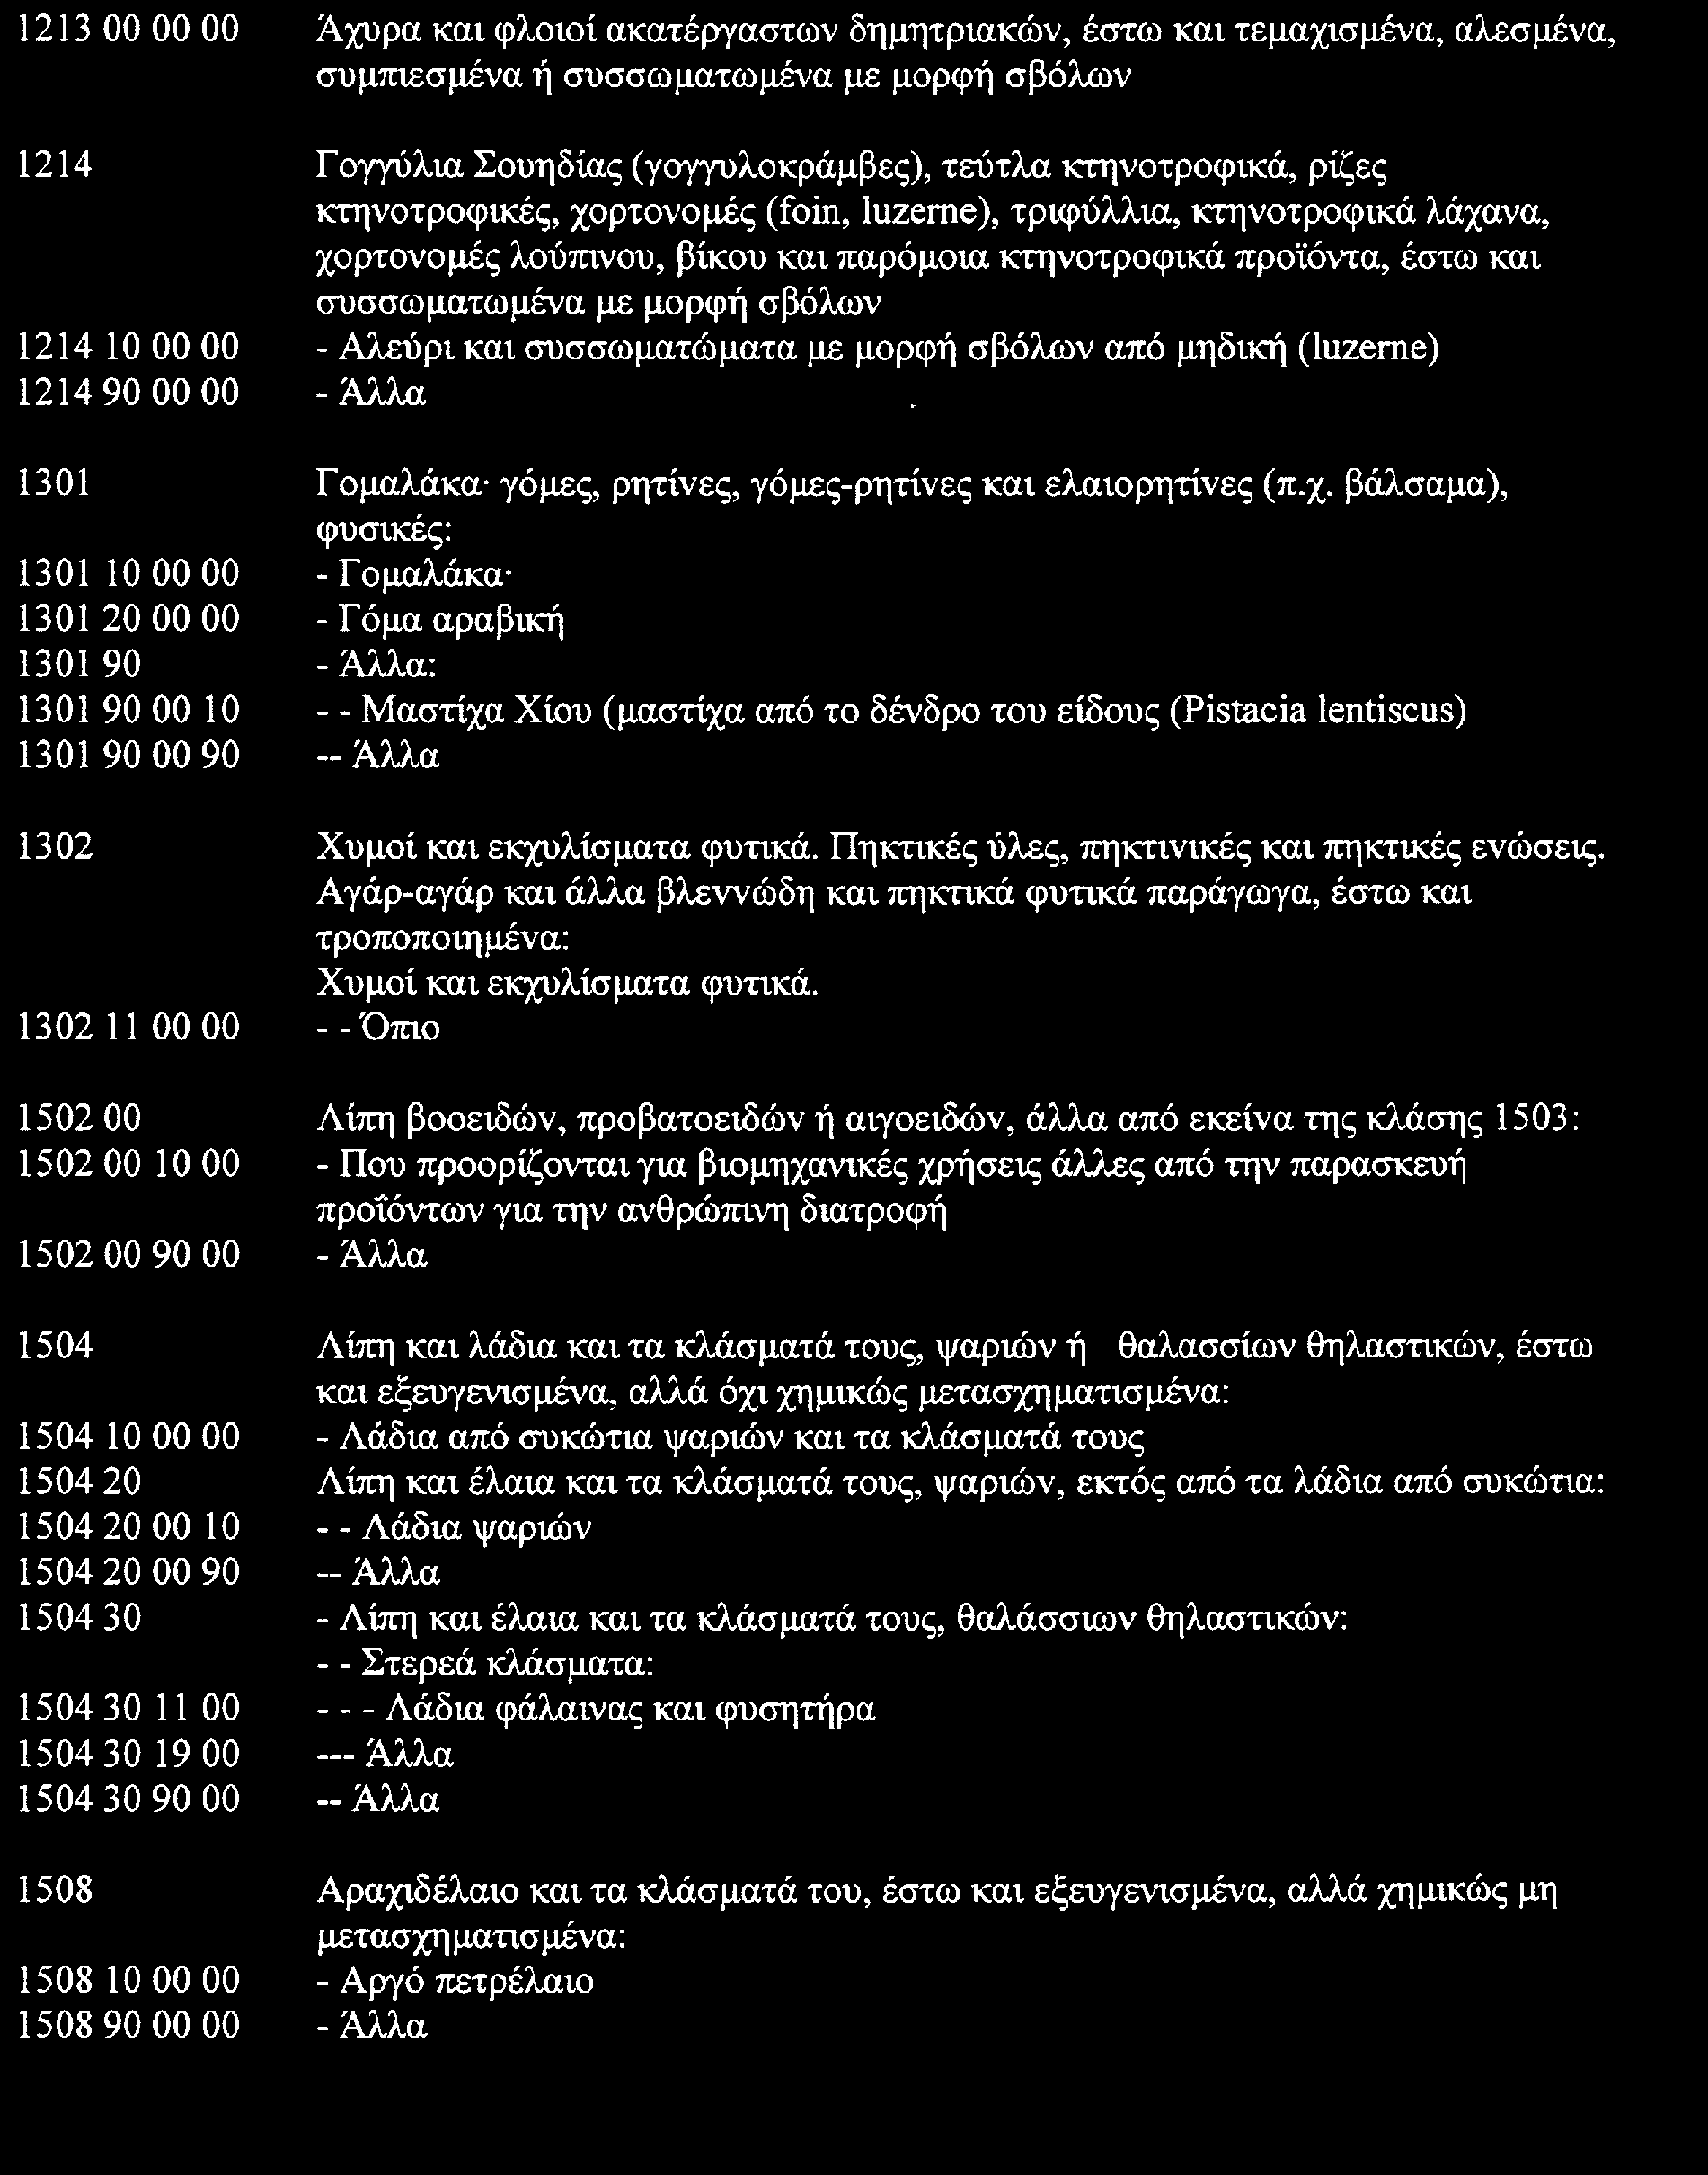 1213 00 00 00 Άχυρα και φλοιοί ακατέργαστων δημητριακών, έστω και τεμαχισμένα, αλεσμένα,
συμπιεσμένα ή συσσωματωμένα με μορφή σβόλων
1214 Γογγύλια Σουηδίας (γογγυλοκράμβες), τεύτλα κτηνοτροφικά, ρίζες
κτηνοτροφικές, χορτονομές (foin, luzerne), τριφύλλια, κτηνοτροφικά λάχανα,
χορτονομές λούπινου, βίκου και παρόμοια κτηνοτροφικά προϊόντα, έστω και
συσσωματωμένα με μορφή σβόλων
1214 10 00 00 - Αλεύρι και συσσωματώματα με μορφή σβόλων από μηδική (luzerne)
1214 90 00 00 - Άλλα
1301 Γομαλάκα· γόμες, ρητίνες, γόμες-ρητίνες και ελαιορητίνες (π.χ. βάλσαμα),
φυσικές:
1301 10 00 00 - Γομαλάκα·
1301 20 00 00 - Γόμα αραβική
1301 90 - Άλλα:
1301 90 00 10 - - Μαστίχα Χίου (μαστίχα από το δένδρο του είδους (Pistacia lentiscus)
1301 90 00 90 -- Άλλα
1302 Χυμοί και εκχυλίσματα φυτικά. Πηκτικές ύλες, πηκτινικές και πηκτικές ενώσεις.
Αγάρ-αγάρ και άλλα βλεννώδη και πηκτικά φυτικά παράγωγα, έστω και
τροποποιημένα:
Χυμοί και εκχυλίσματα φυτικά.
1302 11 00 00 - - Όπιο
1502 00 Λίπη βοοειδών, προβατοειδών ή αιγοειδών, άλλα από εκείνα της κλάσης 1503:
1502 00 10 00 - Που προορίζονται για βιομηχανικές χρήσεις άλλες από την παρασκευή
προΐόντων για την ανθρώπινη διατροφή
1502 00 90 00 - Άλλα
1504 Λίπη και λάδια και τα κλάσματά τους, ψαριών ή θαλασσίων θηλαστικών, έστω
και εξευγενισμένα, αλλά όχι χημικώς μετασχηματισμένα:
1504 10 00 00 - Λάδια από συκώτια ψαριών και τα κλάσματά τους
1504 20 Λίπη και έλαια και τα κλάσματά τους, ψαριών, εκτός από τα λάδια από συκώτια:
1504 20 00 10 - - Λάδια ψαριών
1504 20 00 90 -- Άλλα
1504 30 - Λίπη και έλαια και τα κλάσματά τους, θαλάσσιων θηλαστικών:
- - Στερεά κλάσματα:
1504 30 11 00 - - - Λάδια φάλαινας και φυσητήρα
1504 30 19 00 --- Άλλα
1504 30 90 00 -- Άλλα
1508 Αραχιδέλαιο και τα κλάσματά του, έστω και εξευγενισμένα, αλλά χημικώς μη
μετασχηματισμένα:
1508 10 00 00 - Αργό πετρέλαιο
1508 90 00 00 - Άλλα